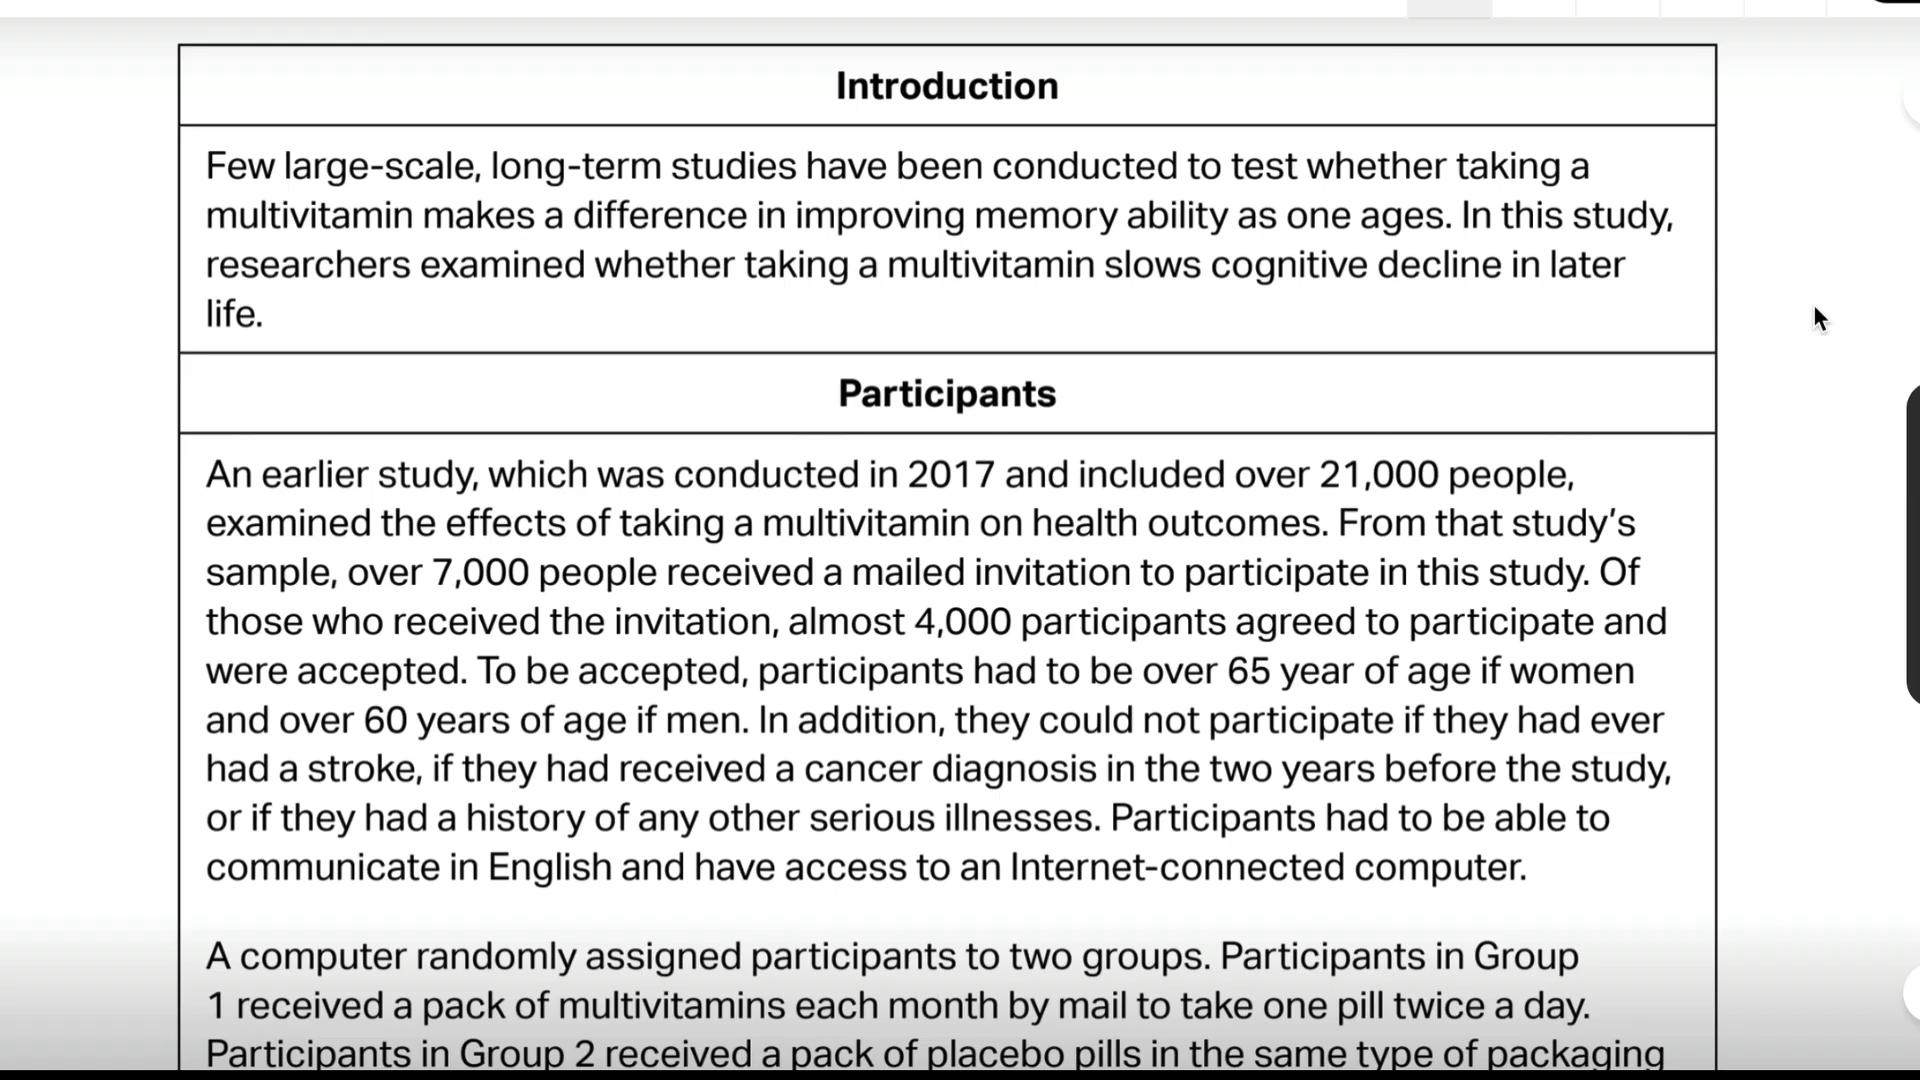 Introduction
Few large-scale, long-term studies have been conducted to test whether taking a
multivitamin makes a difference in improving memory ability as one ages. In this study,
researchers examined whether taking a multivitamin slows cognitive decline in later
life.
Participants
An earlier study, which was conducted in 2017 and included over 21,000 people,
examined the effects of taking a multivitamin on health outcomes. From that study’s
sample, over 7,000 people received a mailed invitation to participate in this study. Of
those who received the invitation, almost 4,000 participants agreed to participate and
were accepted. To be accepted, participants had to be over 65 year of age if women
and over 60 years of age if men. In addition, they could not participate if they had ever
had a stroke, if they had received a cancer diagnosis in the two years before the study,
or if they had a history of any other serious illnesses. Participants had to be able to
communicate in English and have access to an Internet-connected computer.
A computer randomly assigned participants to two groups. Participants in Group
1 received a pack of multivitamins each month by mail to take one pill twice a day.
Participants in Group 2 received a pack of placebo pills in the same type of packaging